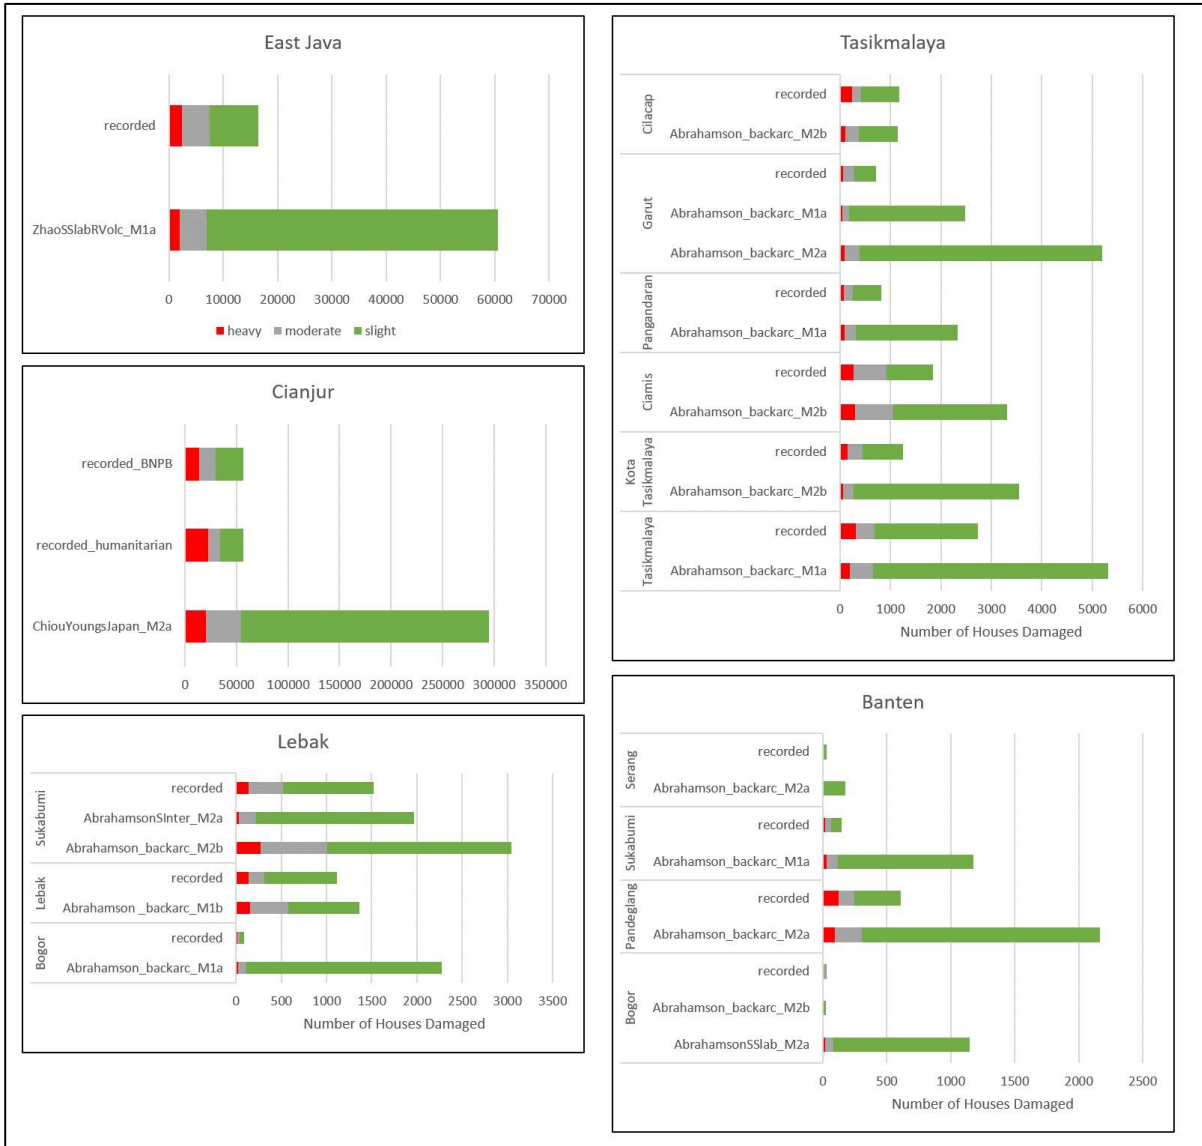 East Java
recorded
ZhaoSSlabRVolc_M1a
0 10000 20000 30000 40000 50000 60000 70000
heavy moderate slight
Cianjur
recorded_BNPB
recorded_humanitarian
ChiouYoungsJapan_M2a
0 50000 100000 150000 200000 250000 300000 350000
Lebak
Sukabumi
recorded
AbrahamsonSInter_M2a
Abrahamson_backarc_M2b
Lebak
recorded
Abrahamson _backarc_M1b
Bogor
recorded
Abrahamson_backarc_M1a
0 500 1000 1500 2000 2500 3000 3500
Number of Houses Damaged
Tasikmalaya
Cilacap
recorded
Abrahamson_backarc_M2b
Garut
recorded
Abrahamson_backarc_M1a
Abrahamson_backarc_M2a
Pangandaran
recorded
Abrahamson_backarc_M1a
Ciamis
recorded
Abrahamson_backarc_M2b
Kota
Tasikmalaya
recorded
Abrahamson_backarc_M2b
Tasikmalaya
recorded
Abrahamson_backarc_M1a
0 1000 2000 3000 4000 5000 6000
Number of Houses Damaged
Banten
Serang
recorded
Abrahamson_backarc_M2a
Sukabumi
recorded
Abrahamson_backarc_M1a
Pandeglang
recorded
Abrahamson_backarc_M2a
Bogor
recorded
Abrahamson_backarc_M2b
AbrahamsonSSlab_M2a
0 500 1000 1500 2000 2500
Number of Houses Damaged